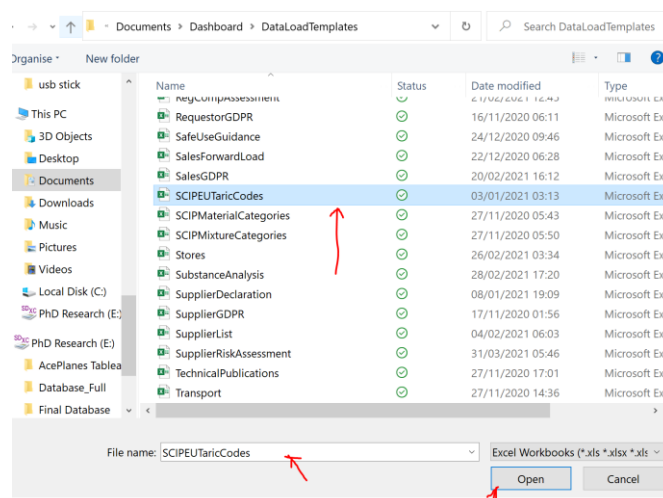 Documents > Dashboard > DataLoadTemplates
Search DataLoadTemplates
Organise
New folder
usb stick
This PC
3D Objects
Desktop
Documents
Downloads
Music
Pictures
Videos
Local Disk (C:)
PhD Research (E:)
PhD Research (E:)
AcePlanes Tablea
Database_Full
Final Database
Name Status Date modified Type
RegCompAssessment 21/02/2021 12:43 Microsoft Ex
RequestorGDPR 16/11/2020 06:11 Microsoft Ex
SafeUseGuidance 24/12/2020 09:46 Microsoft Ex
SalesForwardLoad 22/12/2020 06:28 Microsoft Ex
SalesGDPR 20/02/2021 16:12 Microsoft Ex
SCIPEUTaricCodes 03/01/2021 03:13 Microsoft Ex
SCIPMaterialCategories 27/11/2020 05:43 Microsoft Ex
SCIPMixtureCategories 27/11/2020 05:50 Microsoft Ex
Stores 26/02/2021 03:34 Microsoft Ex
SubstanceAnalysis 28/02/2021 17:20 Microsoft Ex
SupplierDeclaration 08/01/2021 19:09 Microsoft Ex
SupplierGDPR 17/11/2020 01:56 Microsoft Ex
SupplierList 04/02/2021 06:03 Microsoft Ex
SupplierRiskAssessment 31/03/2021 05:46 Microsoft Ex
TechnicalPublications 27/11/2020 17:01 Microsoft Ex
Transport 27/11/2020 14:36 Microsoft Ex
File name: SCIPEUTaricCodes
Excel Workbooks (*.xls *.xlsx *.xls
Open
Cancel